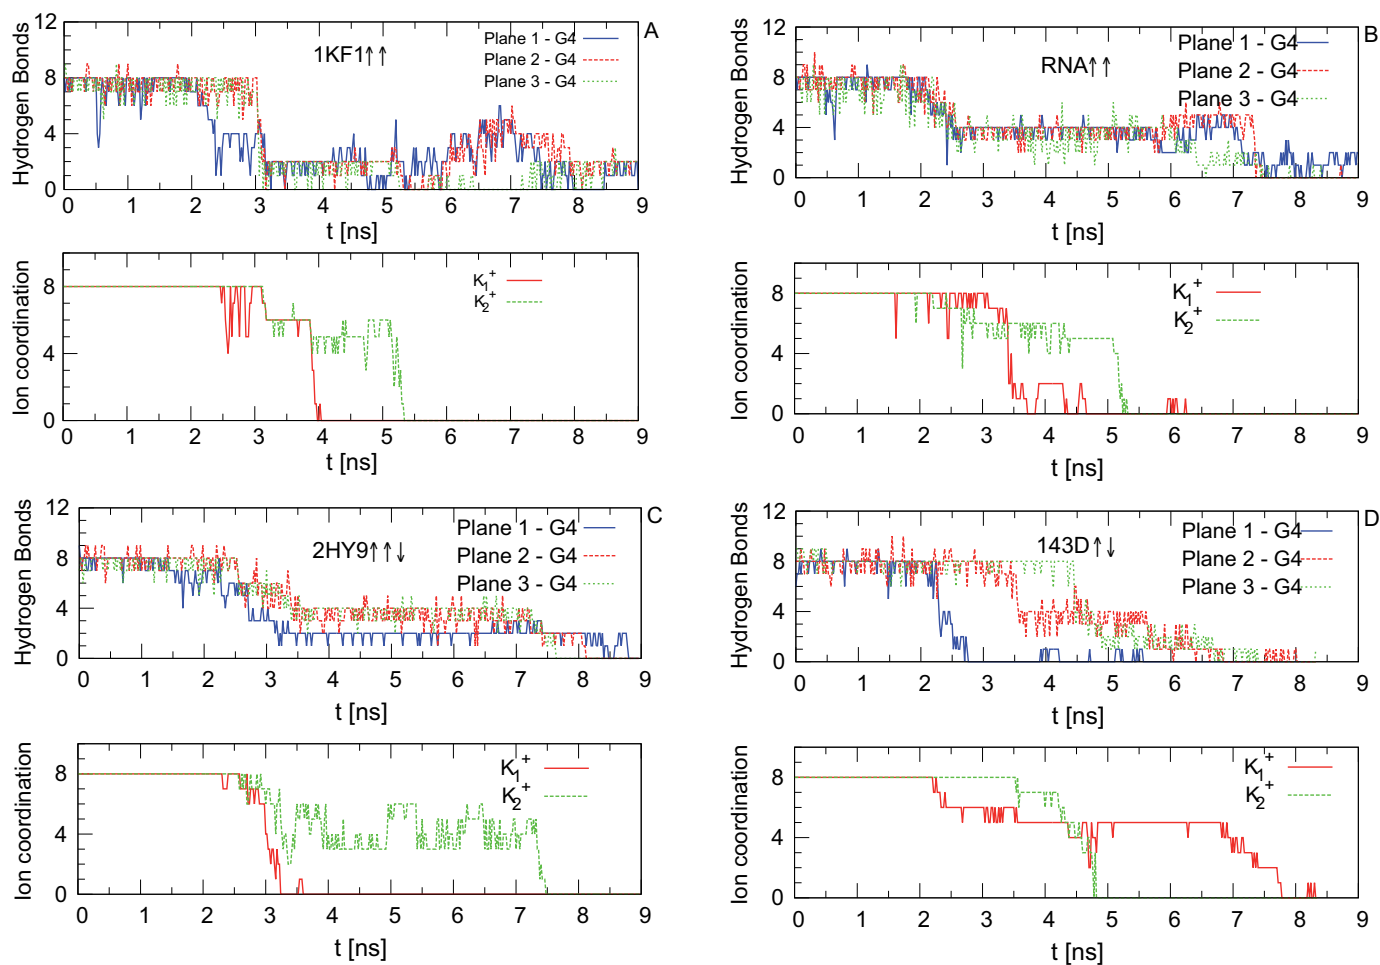 A
Hydrogen Bonds
12
8
4
0
1KF1↑↑
Plane 1 - G4
Plane 2 - G4
Plane 3 - G4
0 1 2 3 4 5 6 7 8 9
t [ns]
Ion coordination
8
4
0
K1+
K2+
0 1 2 3 4 5 6 7 8 9
t [ns]
B
Hydrogen Bonds
12
8
4
0
RNA↑↑
Plane 1 - G4
Plane 2 - G4
Plane 3 - G4
0 1 2 3 4 5 6 7 8 9
t [ns]
Ion coordination
8
4
0
K1+
K2+
0 1 2 3 4 5 6 7 8 9
t [ns]
C
Hydrogen Bonds
12
8
4
0
2HY9↑↑↓
Plane 1 - G4
Plane 2 - G4
Plane 3 - G4
0 1 2 3 4 5 6 7 8 9
t [ns]
Ion coordination
8
4
0
K1+
K2+
0 1 2 3 4 5 6 7 8 9
t [ns]
D
Hydrogen Bonds
12
8
4
0
143D↑↓
Plane 1 - G4
Plane 2 - G4
Plane 3 - G4
0 1 2 3 4 5 6 7 8 9
t [ns]
Ion coordination
8
4
0
K1+
K2+
0 1 2 3 4 5 6 7 8 9
t [ns]